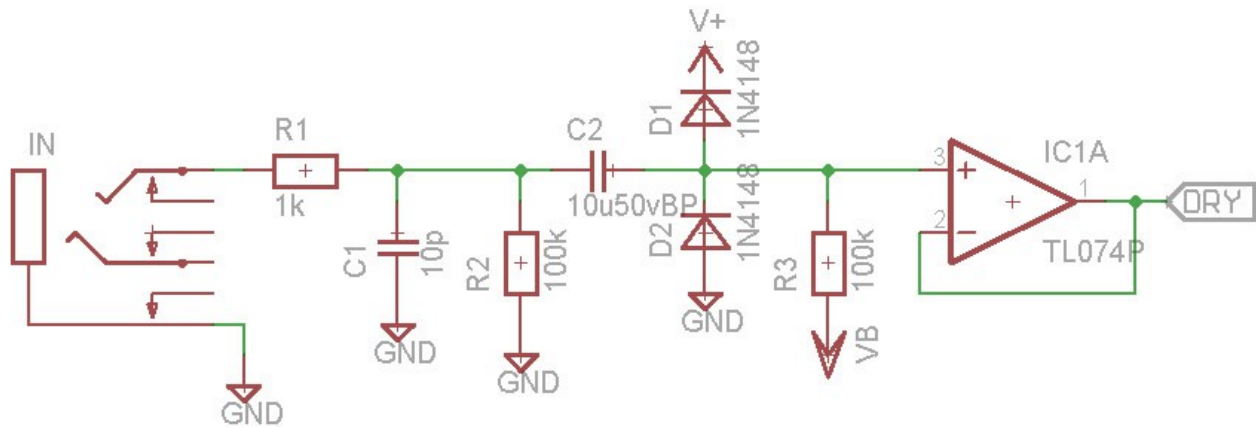 V+
D1
1N4148
IN
R1
1k
C2
10u50vBP
C1
10p
R2
100k
D2
1N4148
R3
100k
3
2
1
IC1A
TL074P
DRY
GND
GND
GND
GND
VB